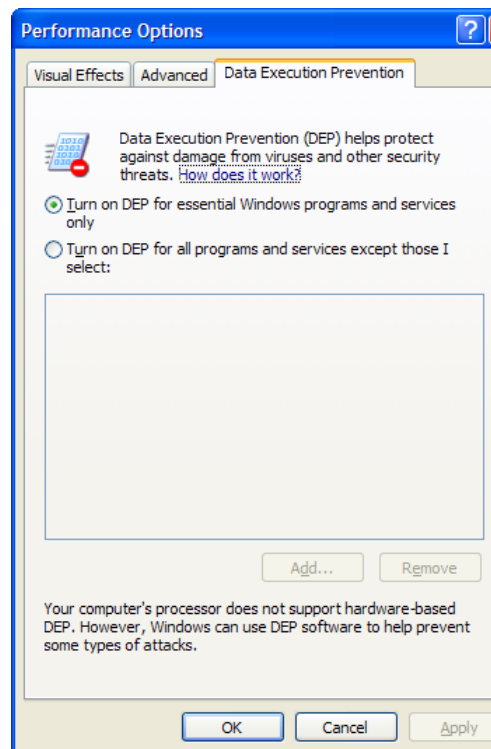 Performance Options
?
Visual Effects Advanced Data Execution Prevention
Data Execution Prevention (DEP) helps protect
against damage from viruses and other security
threats. How does it work?
Turn on DEP for essential Windows programs and services
only
Turn on DEP for all programs and services except those I
select:
Add... Remove
Your computer's processor does not support hardware-based
DEP. However, Windows can use DEP software to help prevent
some types of attacks.
OK Cancel Apply